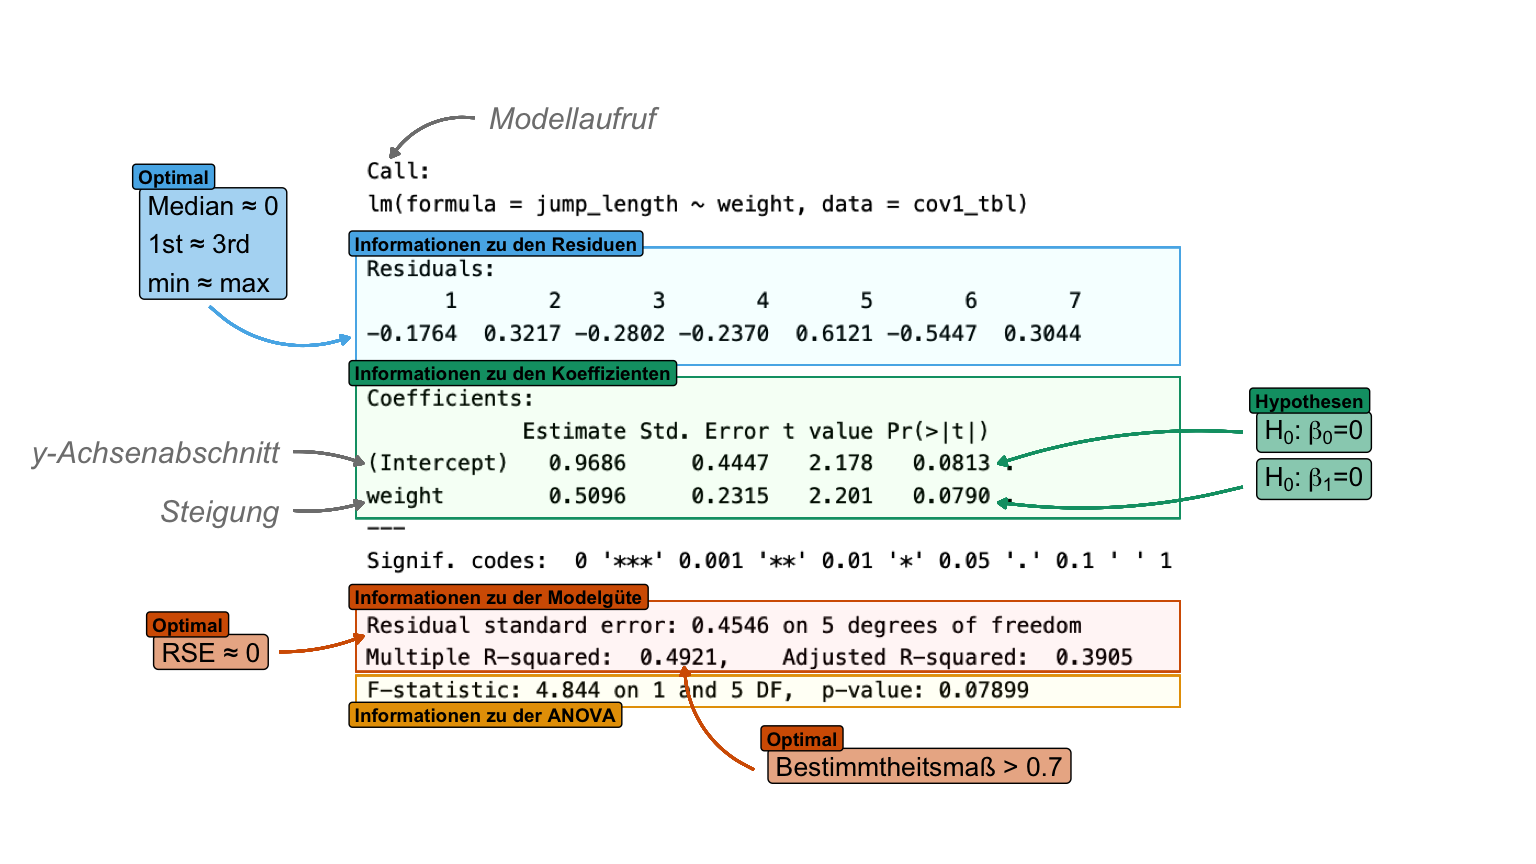 Modellaufruf
Call:
lm(formula = jump_length ~ weight, data = cov1_tbl)
Optimal
Median ≈ 0
1st ≈ 3rd
min ≈ max
Informationen zu den Residuen
Residuals:
1 2 3 4 5 6 7
−0.1764 0.3217 −0.2802 −0.2370 0.6121 −0.5447 0.3044
Informationen zu den Koeffizienten
Coefficients:
Estimate Std. Error t value Pr(>|t|)
(Intercept) 0.9686 0.4447 2.178 0.0813 .
weight 0.5096 0.2315 2.201 0.0790 .
−−−
y-Achsenabschnitt
Steigung
Hypothesen
H₀: β₀=0
H₀: β₁=0
Signif. codes: 0 '***' 0.001 '**' 0.01 '*' 0.05 '.' 0.1 ' ' 1
Informationen zu der Modelgüte
Residual standard error: 0.4546 on 5 degrees of freedom
Multiple R−squared: 0.4921, Adjusted R−squared: 0.3905
Optimal
RSE ≈ 0
F−statistic: 4.844 on 1 and 5 DF, p−value: 0.07899
Informationen zu der ANOVA
Optimal
Bestimmtheitsmaß > 0.7